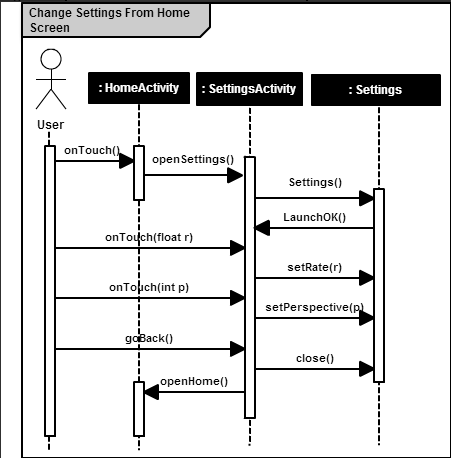 Change Settings From Home
Screen
: HomeActivity
: SettingsActivity
: Settings
User
onTouch()
openSettings()
Settings()
LaunchOK()
onTouch(float r)
setRate(r)
onTouch(int p)
setPerspective(p)
goBack()
close()
openHome()